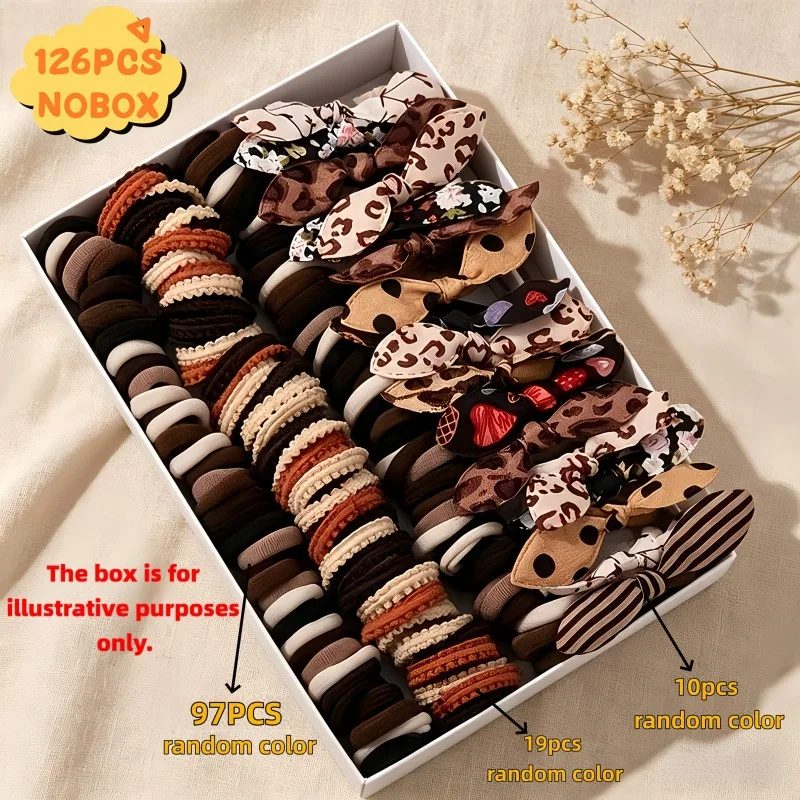 126PCS
NOBOX
The box is for
illustrative purposes
only.
97PCS
random color
19pcs
random color
10pcs
random color